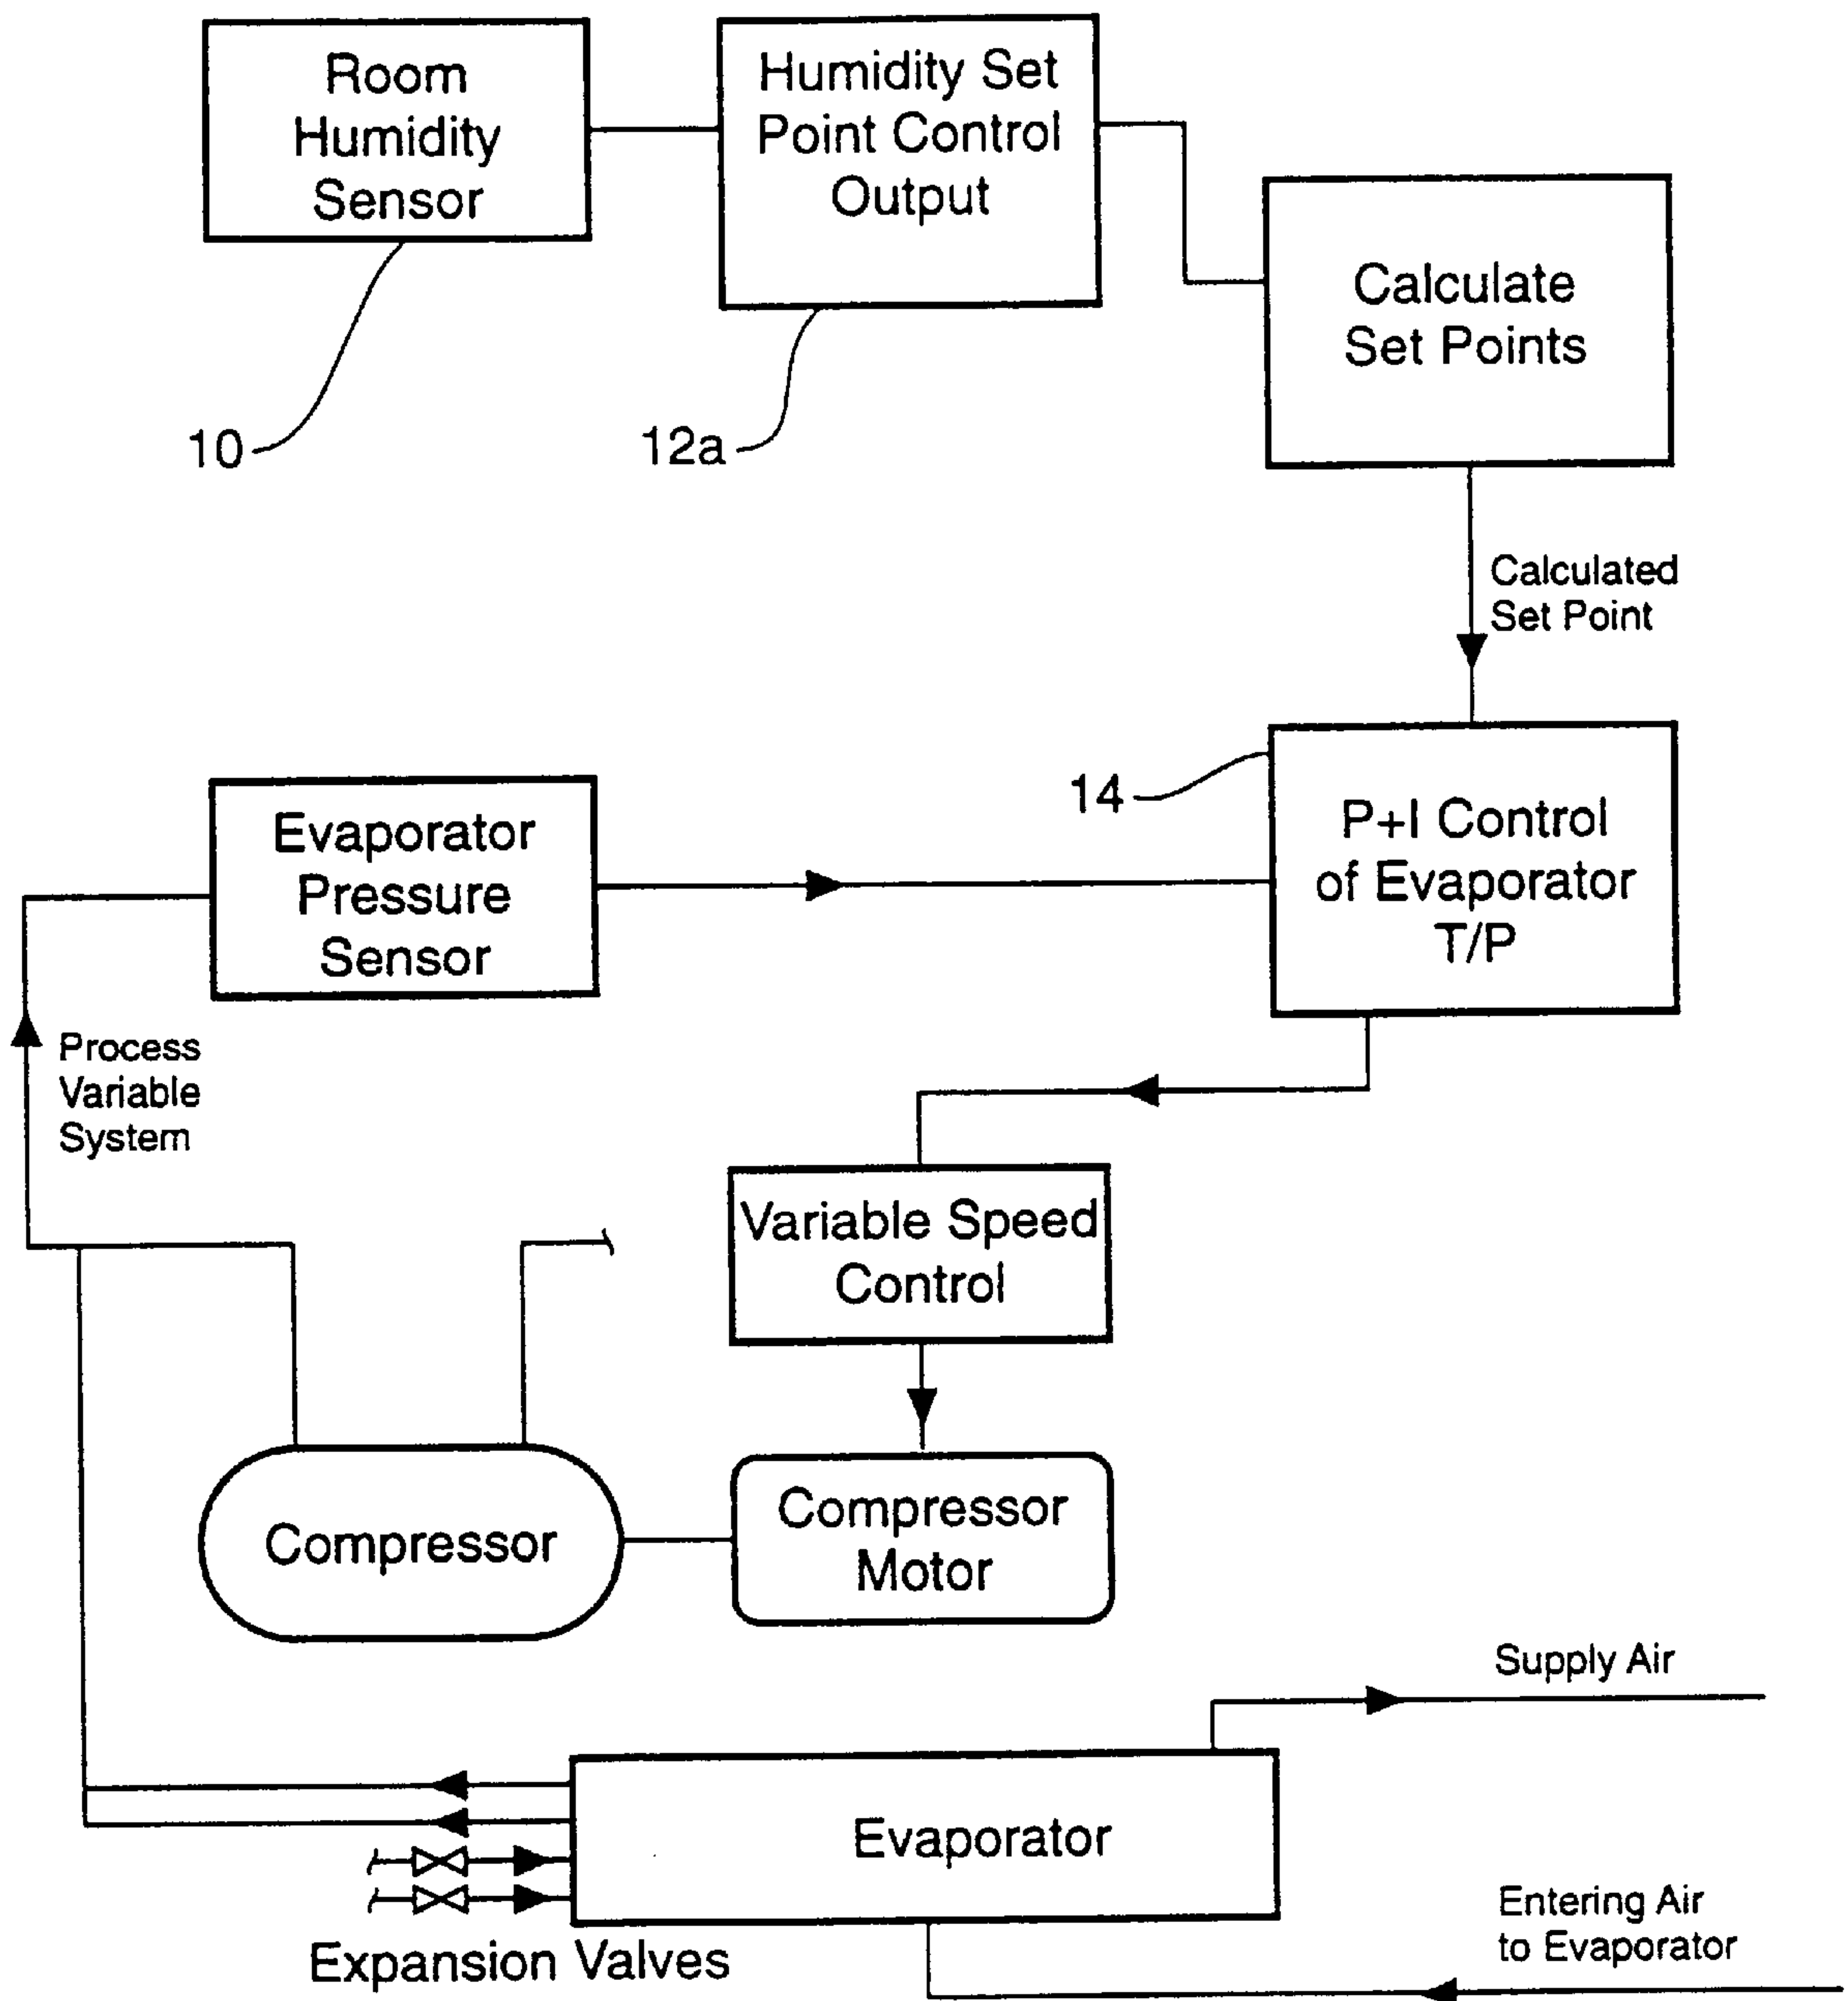 Room
Humidity
Sensor
Humidity Set
Point Control
Output
Calculate
Set Points
10
12a
Calculated
Set Point
14
P+I Control
of Evaporator
T/P
Evaporator
Pressure
Sensor
Process
Variable
System
Variable Speed
Control
Compressor
Compressor
Motor
Supply Air
Evaporator
Expansion Valves
Entering Air
to Evaporator